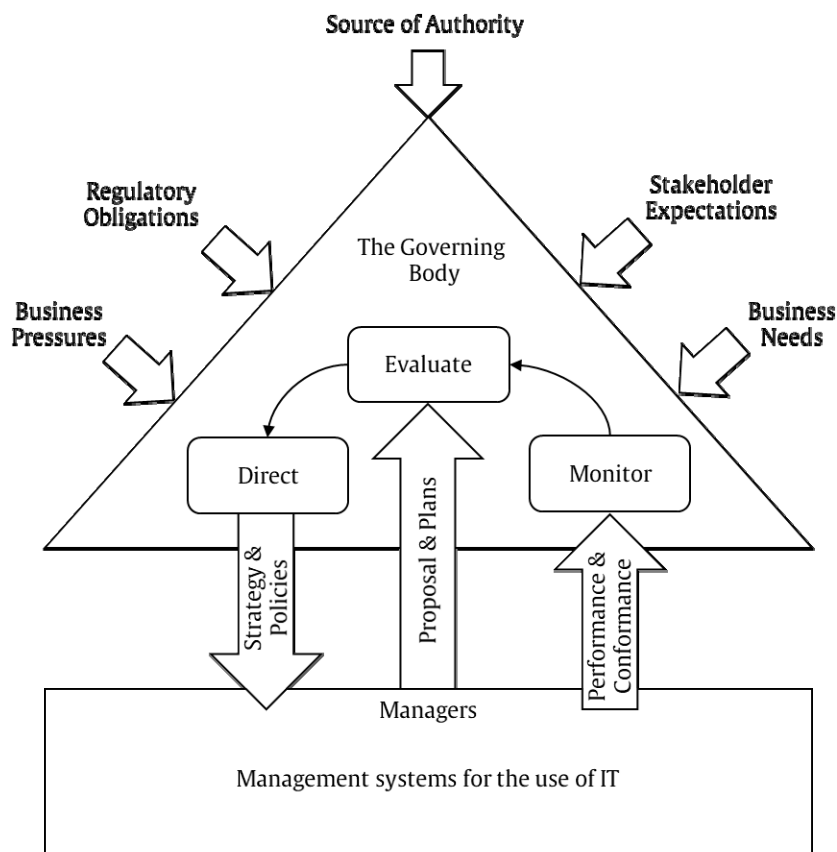 Source of Authority
Regulatory
Obligations
Stakeholder
Expectations
The Governing
Body
Business
Pressures
Business
Needs
Evaluate
Direct
Monitor
Strategy &
Policies
Proposal & Plans
Performance &
Conformance
Managers
Management systems for the use of IT